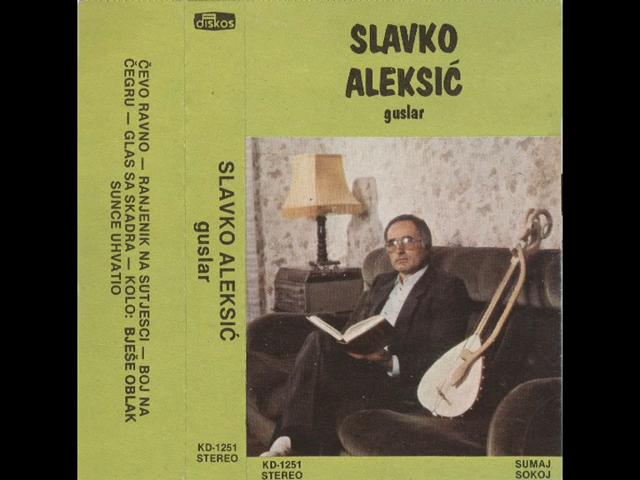 diskos
ČEVO RAVNO — RANJENIK NA SUTJESCI — BOJ NA
ČEGRU — GLAS SA SKADRA — KOLO: BJEŠE OBLAK
SUNCE UHVATIO
SLAVKO ALEKSIĆ
guslar
KD-1251
STEREO
SLAVKO
ALEKSIĆ
guslar
KD-1251
STEREO
SUMAJ
SOKOJ